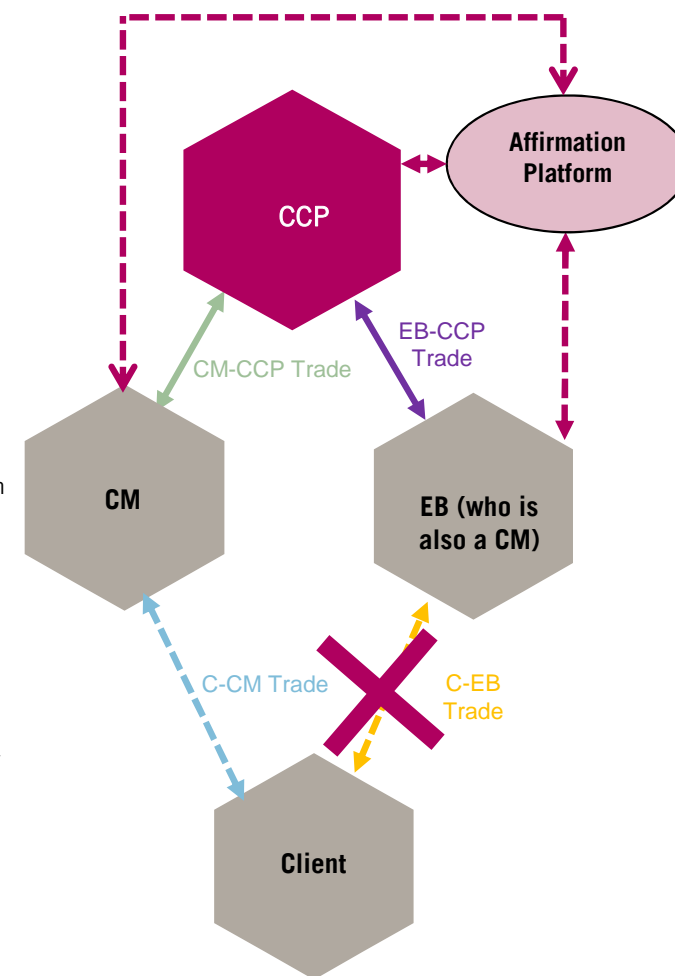 Affirmation
Platform
CCP
EB-CCP
Trade
CM-CCP Trade
CM
EB (who is
also a CM)
C-CM Trade
C-EB
Trade
Client